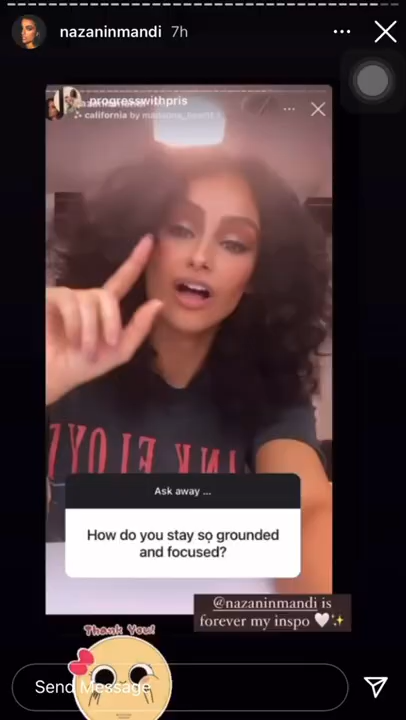 nazaninmandi 7h
progresswithpris
california by
Ask away ...
How do you stay so grounded
and focused?
@nazaninmandi is
forever my inspo 🤍✨
Thank You!
Send Message